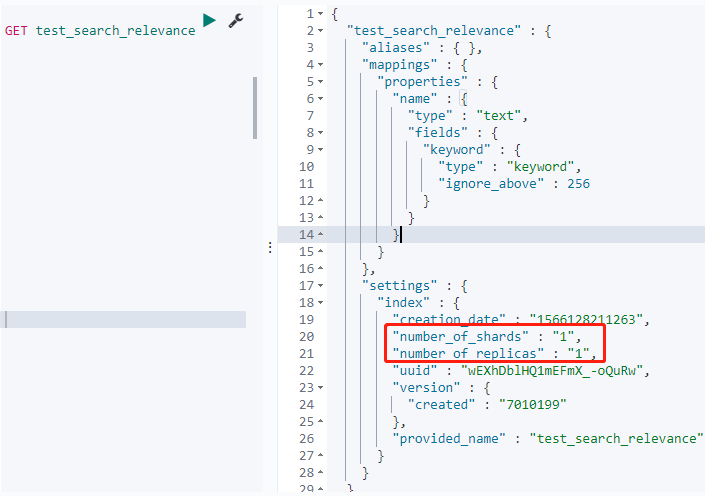 GET test_search_relevance
1 {
2 "test_search_relevance" : {
3 "aliases" : { },
4 "mappings" : {
5 "properties" : {
6 "name" : {
7 "type" : "text",
8 "fields" : {
9 "keyword" : {
10 "type" : "keyword",
11 "ignore_above" : 256
12 }
13 }
14 }
15 }
16 },
17 "settings" : {
18 "index" : {
19 "creation_date" : "1566128211263",
20 "number_of_shards" : "1",
21 "number_of_replicas" : "1",
22 "uuid" : "wEXhDblHQ1mEFmX_-oQuRw",
23 "version" : {
24 "created" : "7010199"
25 },
26 "provided_name" : "test_search_relevance"
27 }
28 }
29 }